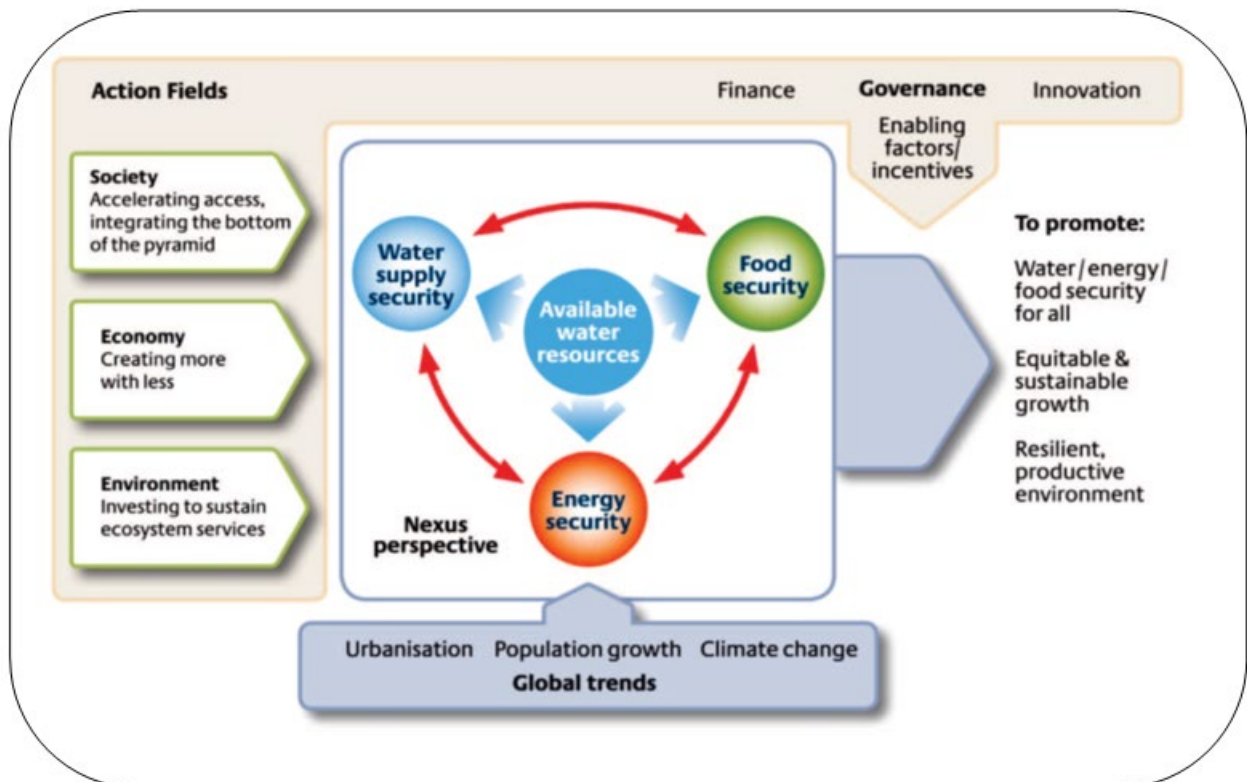 Action Fields
Finance
Governance
Innovation
Enabling
factors/
incentives
Society
Accelerating access,
integrating the bottom
of the pyramid
Economy
Creating more
with less
Environment
Investing to sustain
ecosystem services
Water
supply
security
Food
security
Available
water
resources
Energy
security
Nexus
perspective
To promote:
Water/energy/
food security
for all
Equitable &
sustainable
growth
Resilient,
productive
environment
Urbanisation Population growth Climate change
Global trends